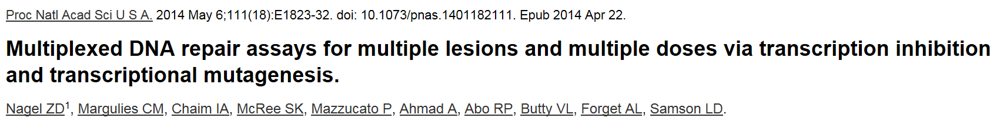 Proc Natl Acad Sci U S A. 2014 May 6;111(18):E1823-32. doi: 10.1073/pnas.1401182111. Epub 2014 Apr 22.
Multiplexed DNA repair assays for multiple lesions and multiple doses via transcription inhibition
and transcriptional mutagenesis.
Nagel ZD1, Margulies CM, Chaim IA, McRee SK, Mazzucato P, Ahmad A, Abo RP, Butty VL, Forget AL, Samson LD.